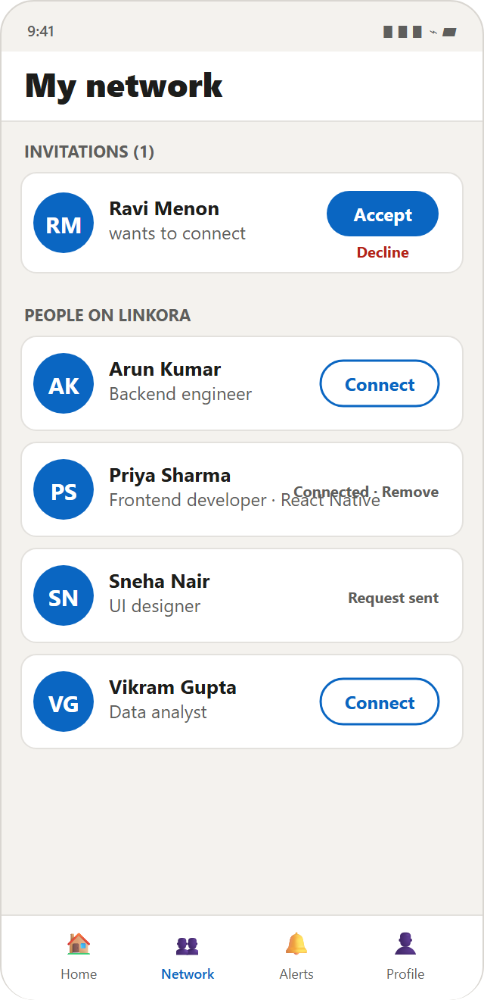 9:41
My network
INVITATIONS (1)
RM
Ravi Menon
wants to connect
Accept
Decline
PEOPLE ON LINKORA
AK
Arun Kumar
Backend engineer
Connect
PS
Priya Sharma
Frontend developer · React Native
Connected · Remove
SN
Sneha Nair
UI designer
Request sent
VG
Vikram Gupta
Data analyst
Connect
Home
Network
Alerts
Profile